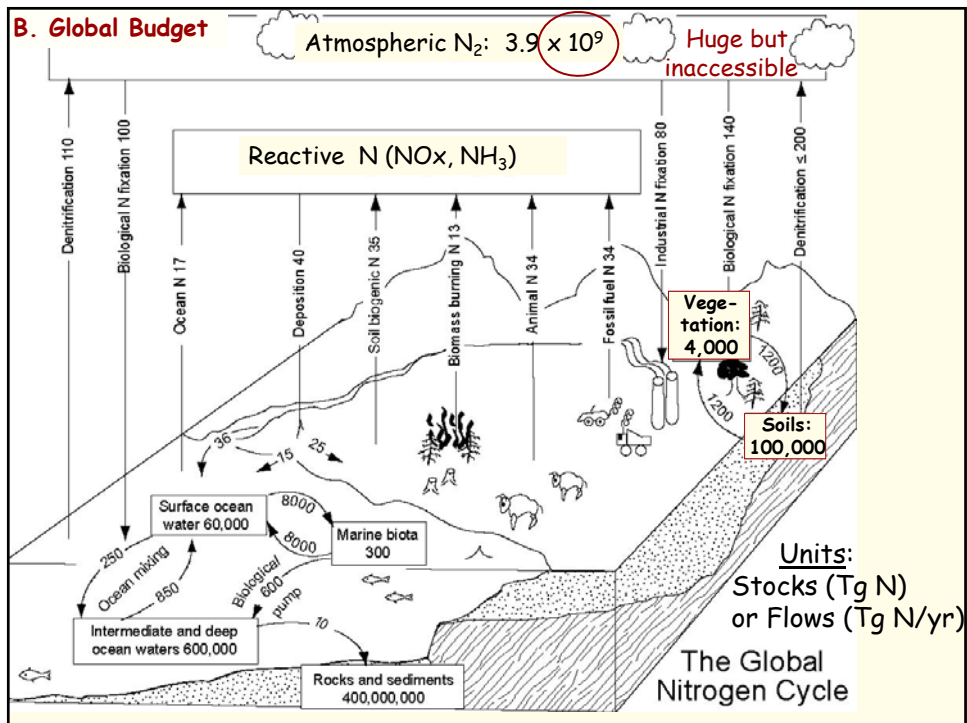 B. Global Budget
Atmospheric N₂: 3.9 x 10⁹
Huge but
inaccessible
Reactive N (NOx, NH₃)
Denitrification 110
Biological N fixation 100
Ocean N 17
Deposition 40
Soil biogenic N 35
Biomass burning N 13
Animal N 34
Fossil fuel N 34
Industrial N fixation 80
Biological N fixation 140
Denitrification ≤ 200
Vege-
tation:
4,000
1200
1200
Soils:
100,000
36
15
25
Surface ocean
water 60,000
8000
8000
Marine biota
300
250
Ocean mixing
850
Biological
600
pump
10
Intermediate and deep
ocean waters 600,000
Rocks and sediments
400,000,000
Units:
Stocks (Tg N)
or Flows (Tg N/yr)
The Global
Nitrogen Cycle